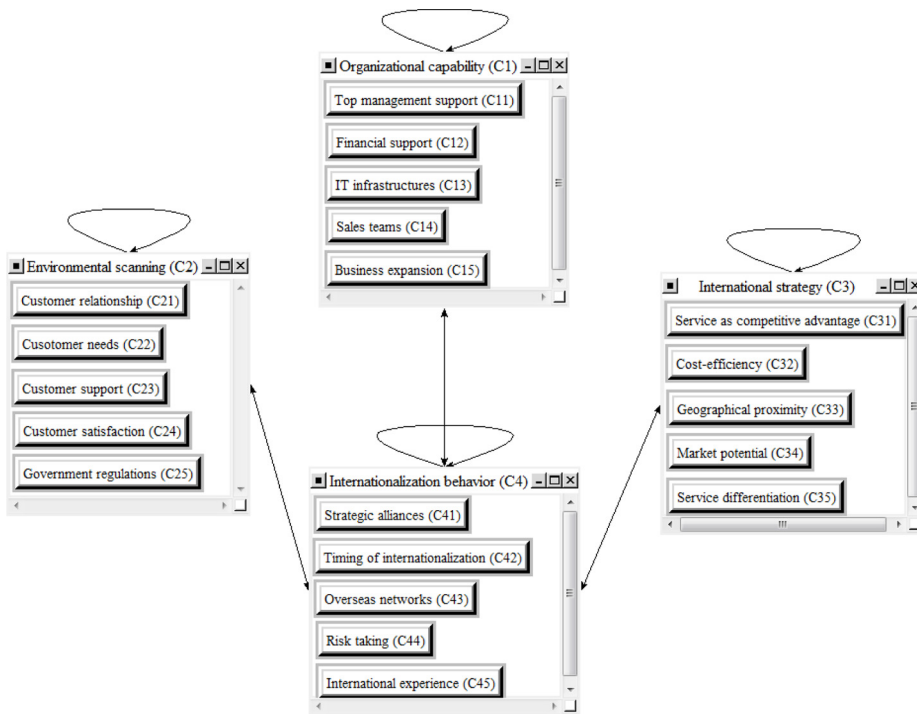 Organizational capability (C1)
Top management support (C11)
Financial support (C12)
IT infrastructures (C13)
Sales teams (C14)
Business expansion (C15)
Environmental scanning (C2)
Customer relationship (C21)
Cusotomer needs (C22)
Customer support (C23)
Customer satisfaction (C24)
Government regulations (C25)
International strategy (C3)
Service as competitive advantage (C31)
Cost-efficiency (C32)
Geographical proximity (C33)
Market potential (C34)
Service differentiation (C35)
Internationalization behavior (C4)
Strategic alliances (C41)
Timing of internationalization (C42)
Overseas networks (C43)
Risk taking (C44)
International experience (C45)